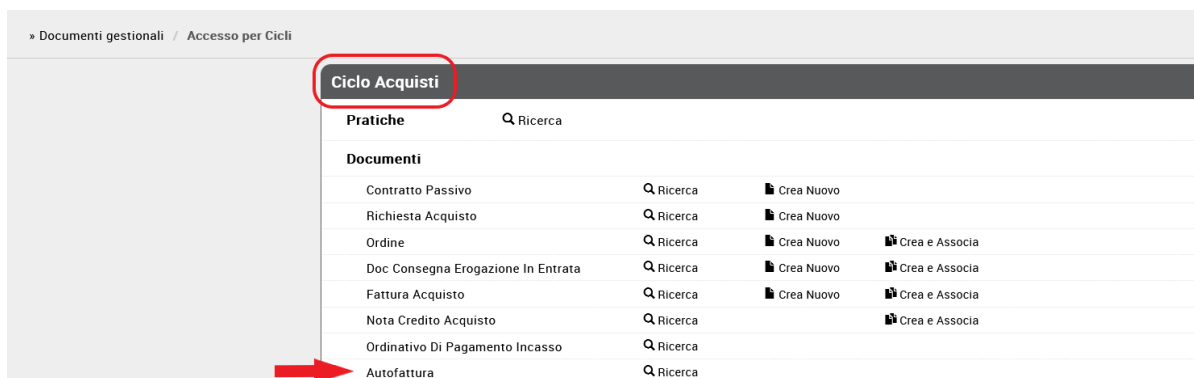 » Documenti gestionali / Accesso per Cicli
Ciclo Acquisti
Pratiche Ricerca
Documenti
Contratto Passivo Ricerca Crea Nuovo
Richiesta Acquisto Ricerca Crea Nuovo
Ordine Ricerca Crea Nuovo Crea e Associa
Doc Consegna Erogazione In Entrata Ricerca Crea Nuovo Crea e Associa
Fattura Acquisto Ricerca Crea Nuovo Crea e Associa
Nota Credito Acquisto Ricerca Crea e Associa
Ordinativo Di Pagamento Incasso Ricerca
Autofattura Ricerca